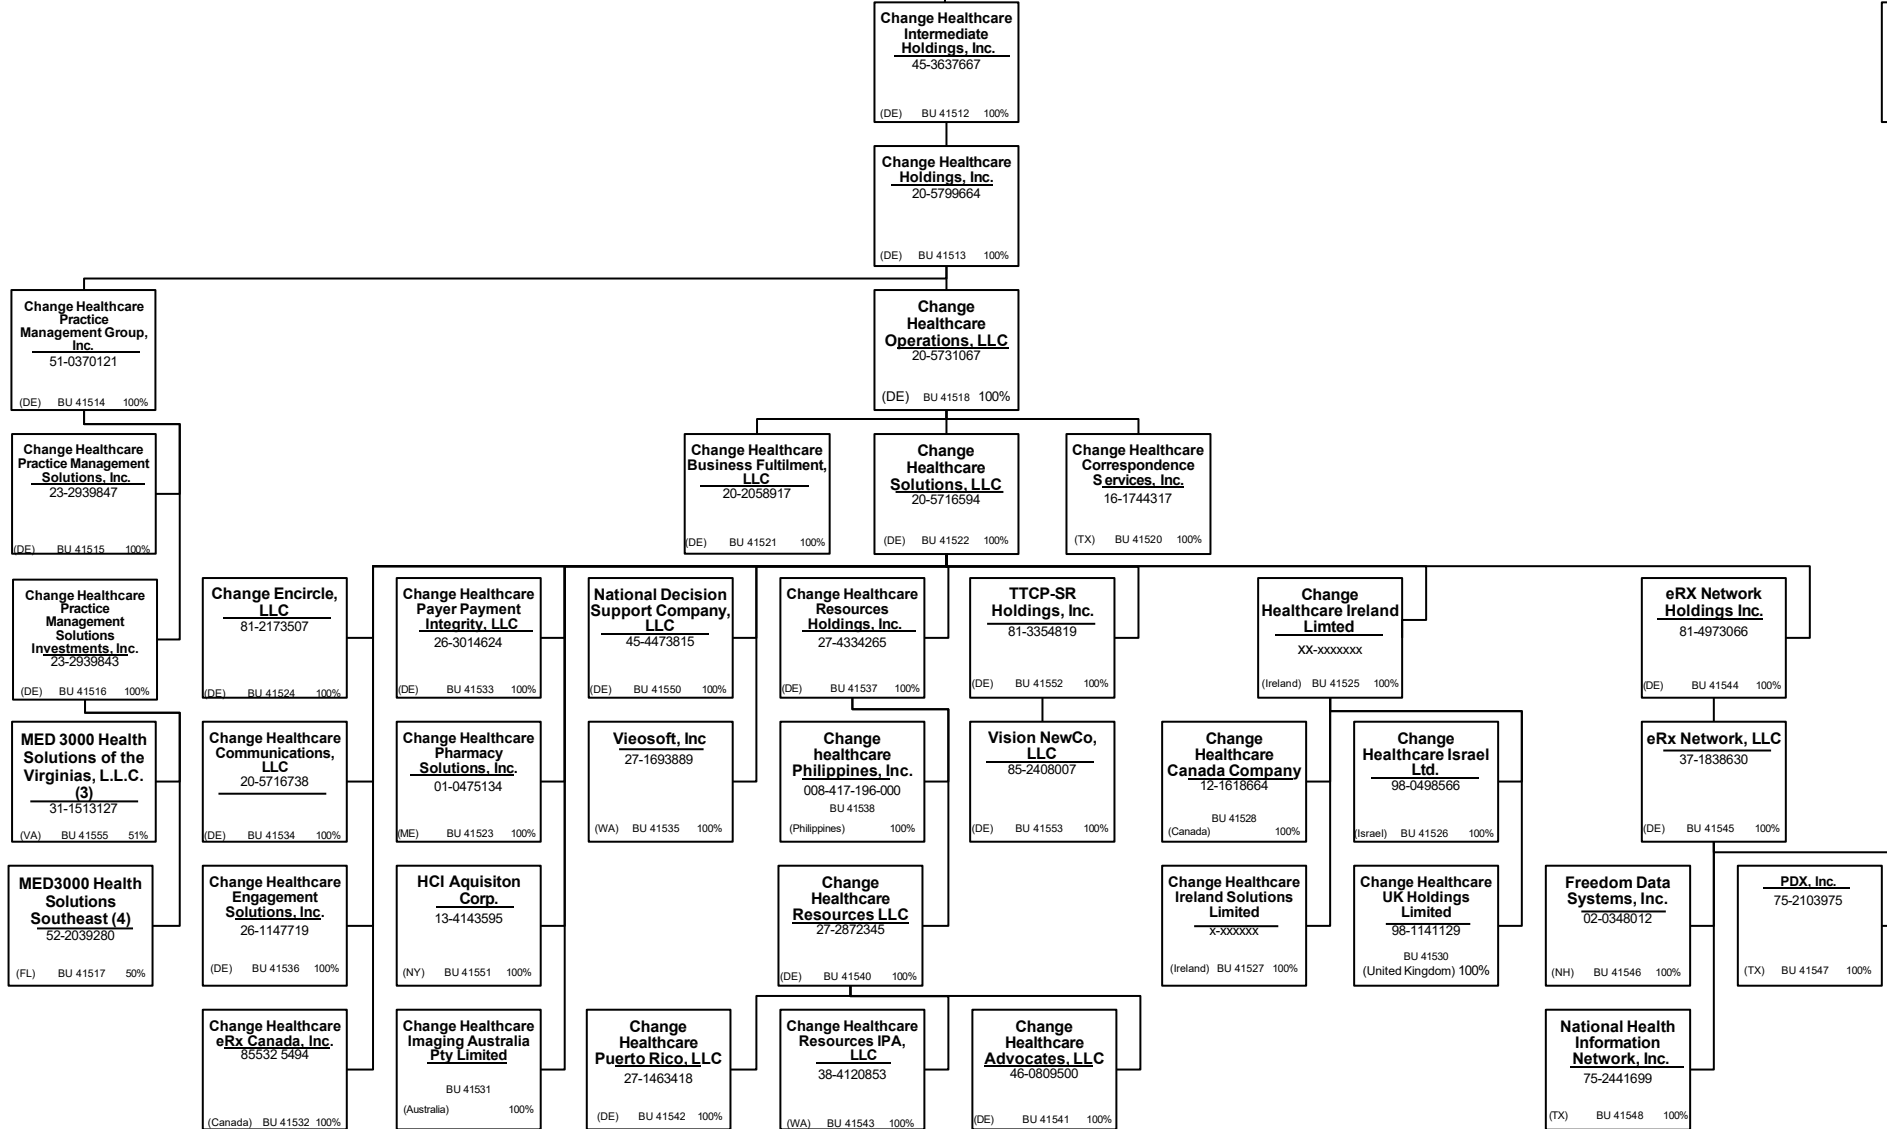 Change Healthcare
Intermediate
Holdings, Inc.
45-3637667
(DE) BU 41512 100%
Change Healthcare
Holdings, Inc.
20-5799664
(DE) BU 41513 100%
Change Healthcare
Practice
Management Group,
Inc.
51-0370121
(DE) BU 41514 100%
Change
Healthcare
Operations, LLC
20-5731067
(DE) BU 41518 100%
Change Healthcare
Practice Management
Solutions, Inc.
23-2939847
(DE) BU 41515 100%
Change Healthcare
Business Fultilment,
LLC
20-2058917
(DE) BU 41521 100%
Change
Healthcare
Solutions, LLC
20-5716594
(DE) BU 41522 100%
Change Healthcare
Correspondence
Services, Inc.
16-1744317
(TX) BU 41520 100%
Change Healthcare
Practice
Management
Solutions
Investments, Inc.
23-2939843
(DE) BU 41516 100%
Change Encircle,
LLC
81-2173507
(DE) BU 41524 100%
Change Healthcare
Payer Payment
Integrity, LLC
26-3014624
(DE) BU 41533 100%
National Decision
Support Company,
LLC
45-4473815
(DE) BU 41550 100%
Change Healthcare
Resources
Holdings, Inc.
27-4334265
(DE) BU 41537 100%
TTCP-SR
Holdings, Inc.
81-3354819
(DE) BU 41552 100%
Change
Healthcare Ireland
Limted
XX-xxxxxxx
(Ireland) BU 41525 100%
eRX Network
Holdings Inc.
81-4973066
(DE) BU 41544 100%
MED 3000 Health
Solutions of the
Virginias, L.L.C.
(3)
31-1513127
(VA) BU 41555 51%
Change Healthcare
Communications,
LLC
20-5716738
(DE) BU 41534 100%
Change Healthcare
Pharmacy
Solutions, Inc.
01-0475134
(ME) BU 41523 100%
Vieosoft, Inc
27-1693889
(WA) BU 41535 100%
Change
healthcare
Philippines, Inc.
008-417-196-000
BU 41538
(Philippines) 100%
Vision NewCo,
LLC
85-2408007
(DE) BU 41553 100%
Change
Healthcare
Canada Company
12-1618664
BU 41528
(Canada) 100%
Change
Healthcare Israel
Ltd.
98-0498566
(Israel) BU 41526 100%
eRx Network, LLC
37-1838630
(DE) BU 41545 100%
MED3000 Health
Solutions
Southeast (4)
52-2039280
(FL) BU 41517 50%
Change Healthcare
Engagement
Solutions, Inc.
26-1147719
(DE) BU 41536 100%
HCI Aquisiton
Corp.
13-4143595
(NY) BU 41551 100%
Change
Healthcare
Resources LLC
27-2872345
(DE) BU 41540 100%
Change Healthcare
Ireland Solutions
Limited
x-xxxxxx
(Ireland) BU 41527 100%
Change Healthcare
UK Holdings
Limited
98-1141129
BU 41530
(United Kingdom) 100%
Freedom Data
Systems, Inc.
02-0348012
(NH) BU 41546 100%
PDX, Inc.
75-2103975
(TX) BU 41547 100%
Change Healthcare
eRx Canada, Inc.
85532 5494
(Canada) BU 41532 100%
Change Healthcare
Imaging Australia
Pty Limited
BU 41531
(Australia) 100%
Change
Healthcare
Puerto Rico, LLC
27-1463418
(DE) BU 41542 100%
Change Healthcare
Resources IPA,
LLC
38-4120853
(WA) BU 41543 100%
Change
Healthcare
Advocates, LLC
46-0809500
(DE) BU 41541 100%
National Health
Information
Network, Inc.
75-2441699
(TX) BU 41548 100%